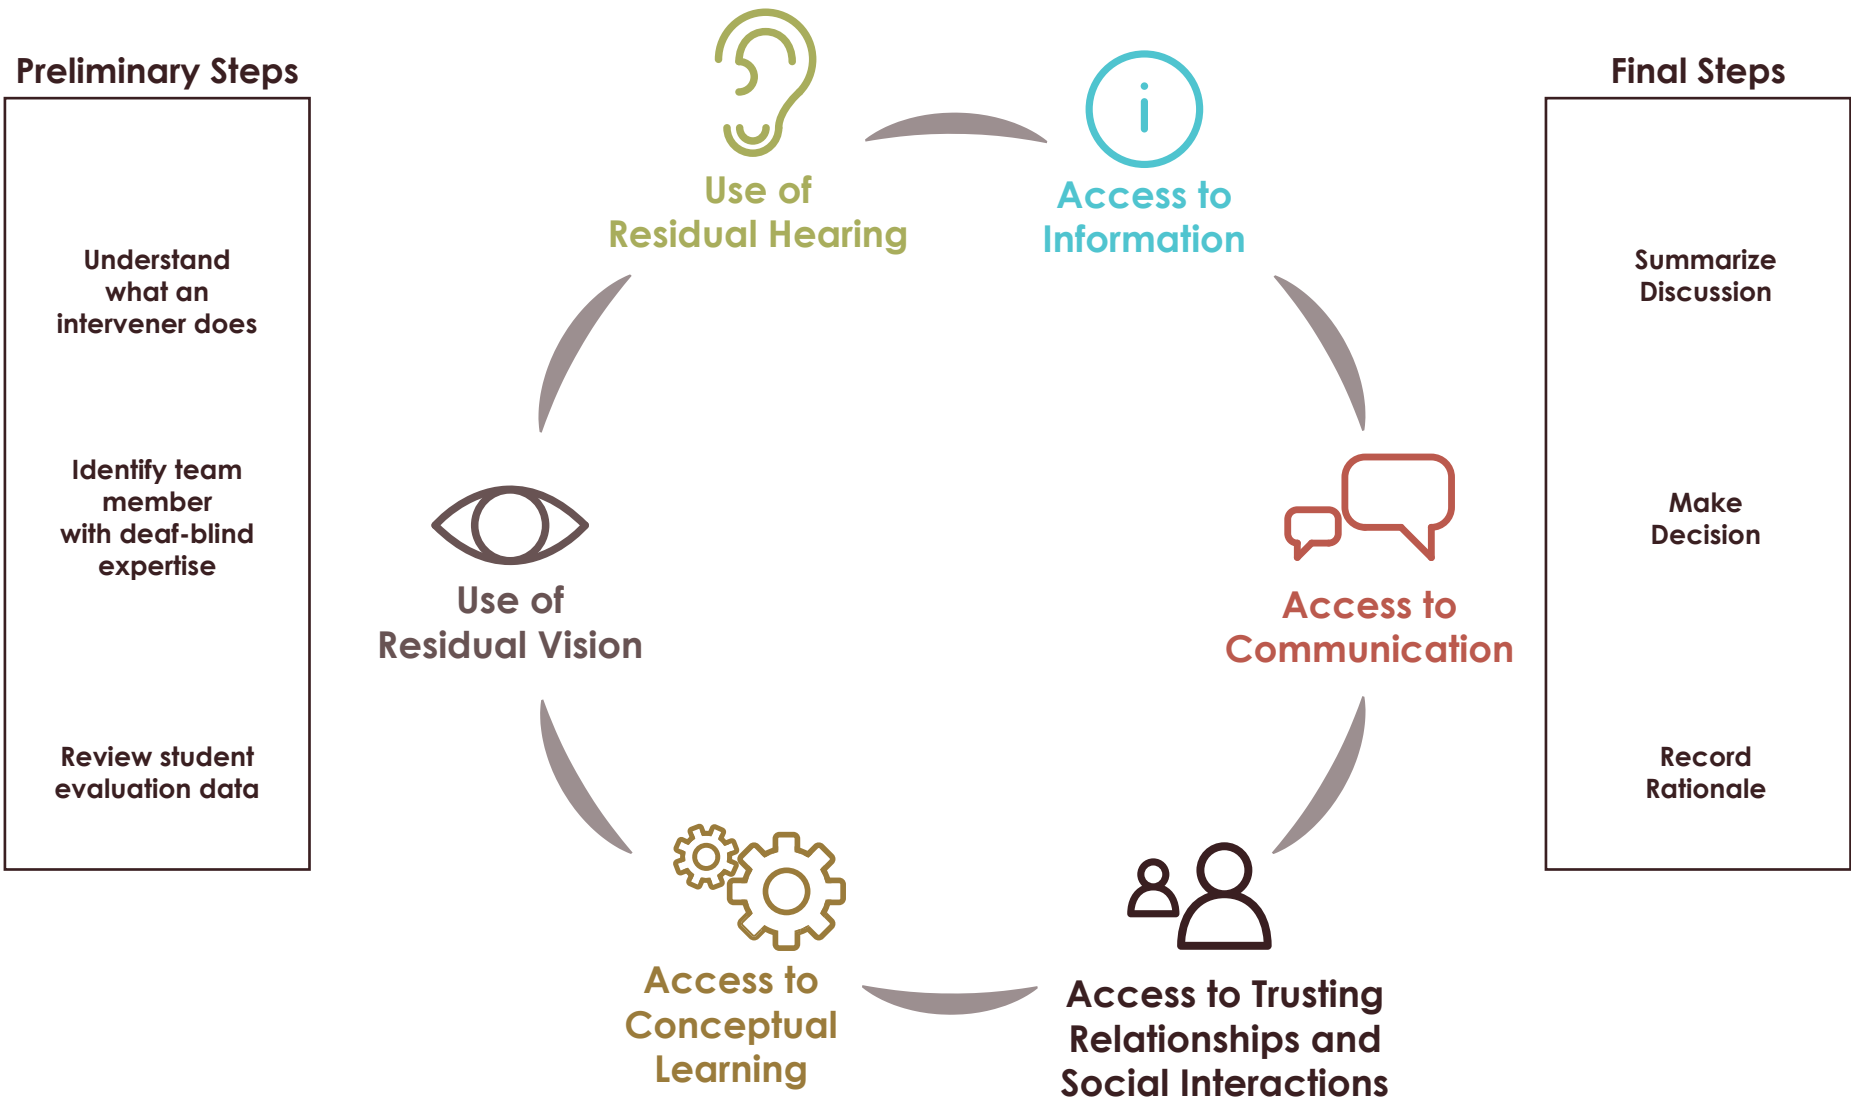 Preliminary Steps
Understand
what an
intervener does
Identify team
member
with deaf-blind
expertise
Review student
evaluation data
Use of
Residual Hearing
i
Access to
Information
Access to
Communication
Access to Trusting
Relationships and
Social Interactions
Access to
Conceptual
Learning
Use of
Residual Vision
Final Steps
Summarize
Discussion
Make
Decision
Record
Rationale